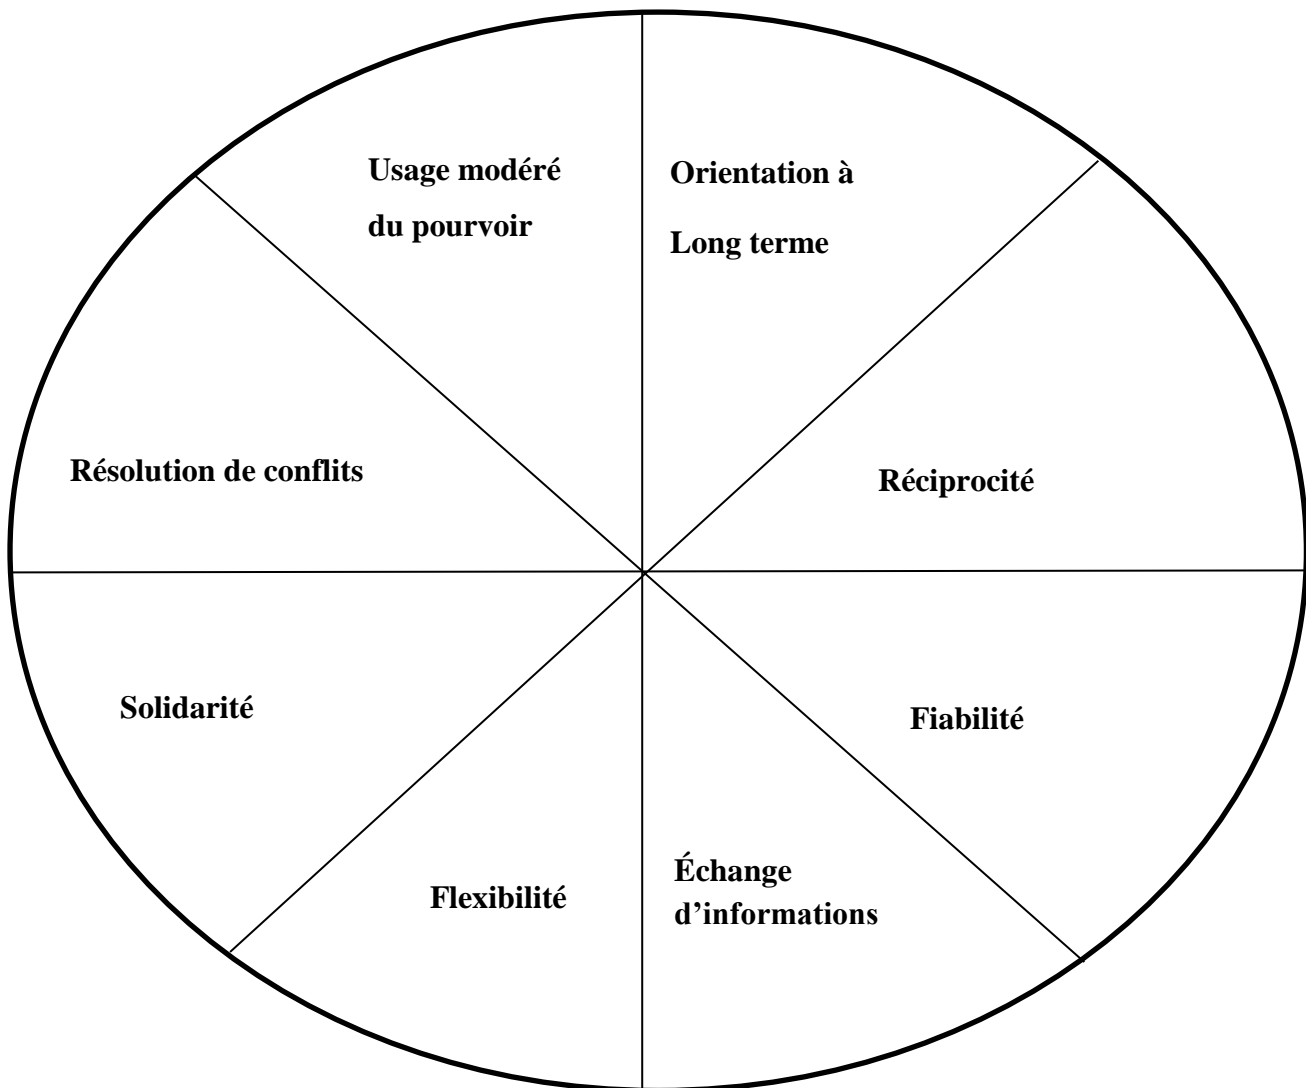 Usage modéré
du pourvoir
Orientation à
Long terme
Résolution de conflits
Réciprocité
Solidarité
Fiabilité
Flexibilité
Échange
d’informations